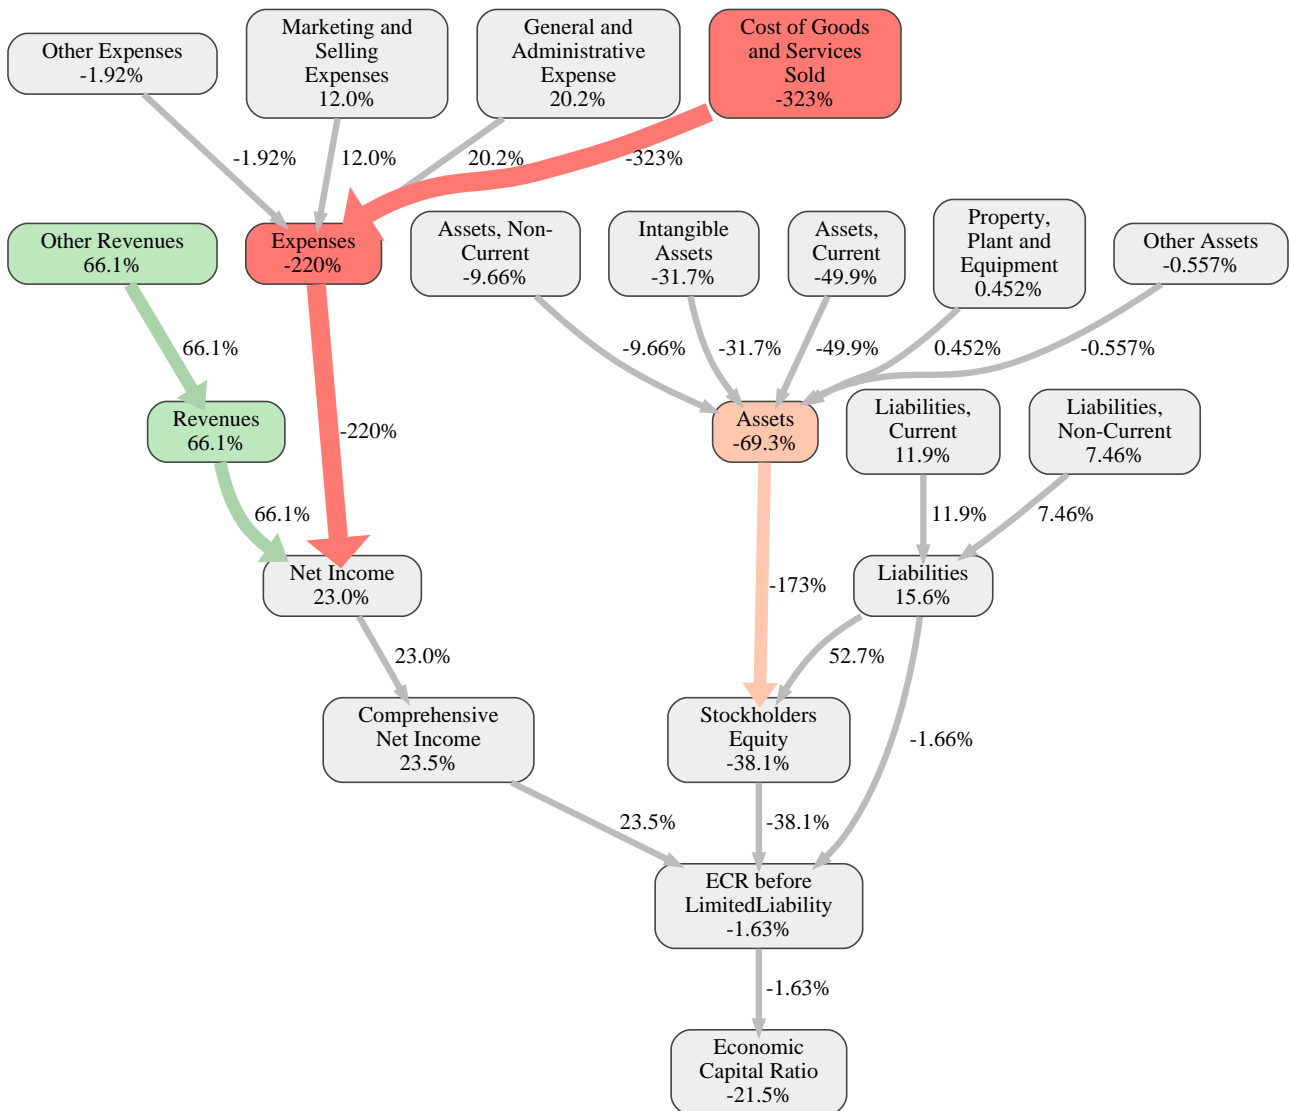 Other Expenses
-1.92%
Marketing and
Selling
Expenses
12.0%
General and
Administrative
Expense
20.2%
Cost of Goods
and Services
Sold
-323%
-1.92%
12.0%
20.2%
-323%
Other Revenues
66.1%
Expenses
-220%
Assets, Non-
Current
-9.66%
Intangible
Assets
-31.7%
Assets,
Current
-49.9%
Property,
Plant and
Equipment
0.452%
Other Assets
-0.557%
66.1%
-9.66%
-31.7%
-49.9%
0.452%
-0.557%
Revenues
66.1%
-220%
Assets
-69.3%
Liabilities,
Current
11.9%
Liabilities,
Non-Current
7.46%
66.1%
11.9%
7.46%
Net Income
23.0%
-173%
Liabilities
15.6%
23.0%
52.7%
Comprehensive
Net Income
23.5%
Stockholders
Equity
-38.1%
-1.66%
23.5%
-38.1%
ECR before
LimitedLiability
-1.63%
-1.63%
Economic
Capital Ratio
-21.5%